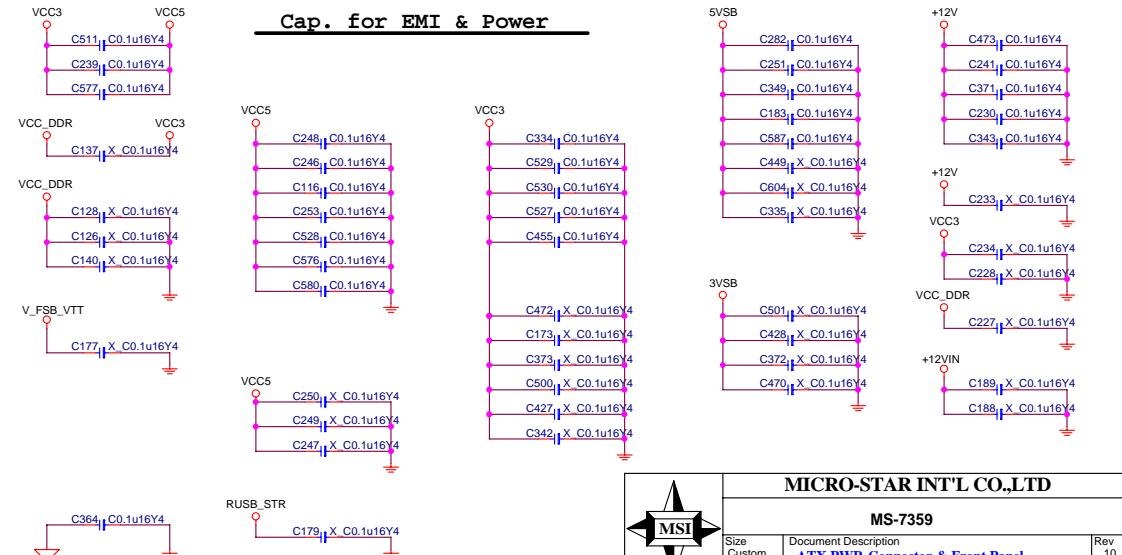 Cap. for EMI & Power
VCC3 VCC5
C511 C0.1u16Y4
C239 C0.1u16Y4
C577 C0.1u16Y4
VCC_DDR VCC3
C137 X_C0.1u16Y4
VCC_DDR
C128 X_C0.1u16Y4
C126 X_C0.1u16Y4
C140 X_C0.1u16Y4
V_FSB_VTT
C177 X_C0.1u16Y4
C364 C0.1u16Y4
VCC5
C248 C0.1u16Y4
C246 C0.1u16Y4
C116 C0.1u16Y4
C253 C0.1u16Y4
C528 C0.1u16Y4
C576 C0.1u16Y4
C580 C0.1u16Y4
VCC5
C250 X_C0.1u16Y4
C249 X_C0.1u16Y4
C247 X_C0.1u16Y4
RUSB_STR
C179 X_C0.1u16Y4
VCC3
C334 C0.1u16Y4
C529 C0.1u16Y4
C530 C0.1u16Y4
C527 C0.1u16Y4
C455 C0.1u16Y4
C472 X_C0.1u16Y4
C173 X_C0.1u16Y4
C373 X_C0.1u16Y4
C500 X_C0.1u16Y4
C427 X_C0.1u16Y4
C342 X_C0.1u16Y4
5VSB
C282 C0.1u16Y4
C251 C0.1u16Y4
C349 C0.1u16Y4
C183 C0.1u16Y4
C587 C0.1u16Y4
C449 X_C0.1u16Y4
C604 X_C0.1u16Y4
C335 X_C0.1u16Y4
3VSB
C501 X_C0.1u16Y4
C428 X_C0.1u16Y4
C372 X_C0.1u16Y4
C470 X_C0.1u16Y4
+12V
C473 C0.1u16Y4
C241 C0.1u16Y4
C371 C0.1u16Y4
C230 C0.1u16Y4
C343 C0.1u16Y4
+12V
C233 X_C0.1u16Y4
VCC3
C234 X_C0.1u16Y4
C228 X_C0.1u16Y4
VCC_DDR
C227 X_C0.1u16Y4
+12VIN
C189 X_C0.1u16Y4
C188 X_C0.1u16Y4
MSI
MICRO-STAR INT'L CO.,LTD
MS-7359
Size Document Description Rev
Custom ATX PWR-Connector & Front Panel 10